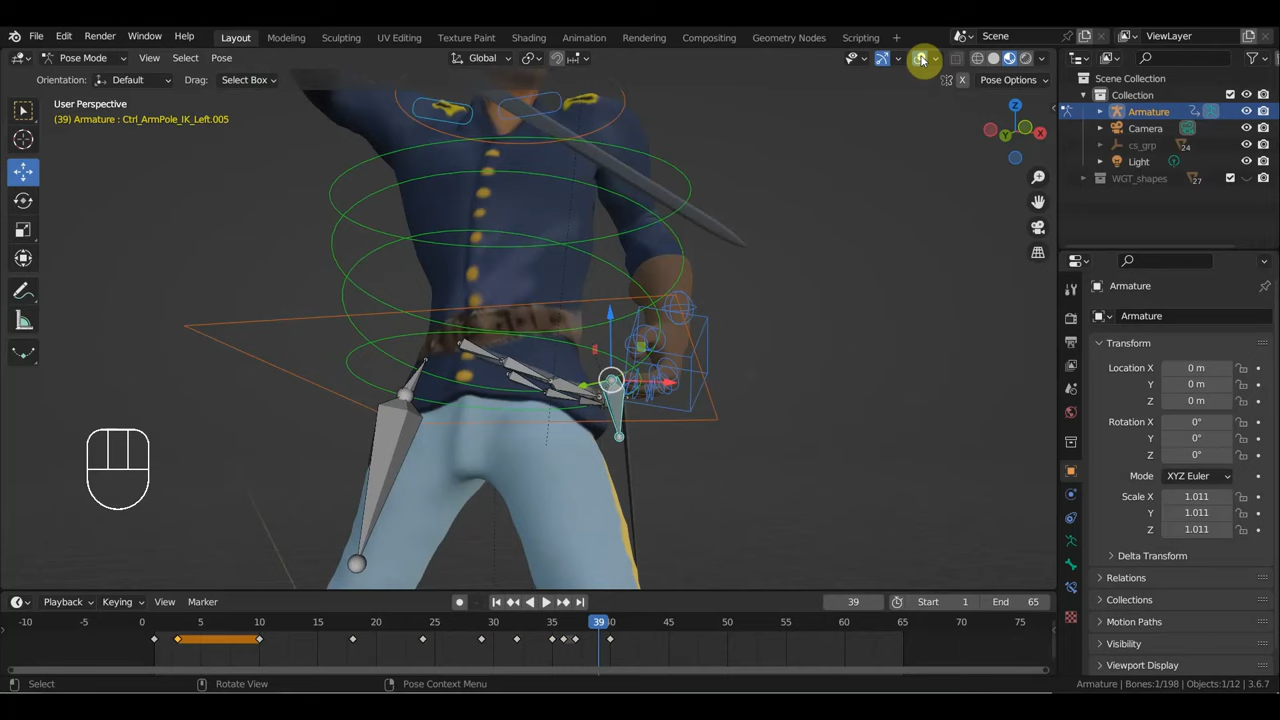 File Edit Render Window Help Layout Modeling Sculpting UV Editing Texture Paint Shading Animation Rendering Compositing Geometry Nodes Scripting + Scene ViewLayer
Pose Mode View Select Pose Global
Orientation: Default Drag: Select Box X Pose Options
User Perspective
(39) Armature : Ctrl_ArmPole_IK_Left.005
Z
X
Y
Scene Collection
Collection
Armature
Camera
cs_grp 24
Light
WGT_shapes 27
Armature
Armature
Transform
Location X 0 m
Y 0 m
Z 0 m
Rotation X 0°
Y 0°
Z 0°
Mode XYZ Euler
Scale X 1.011
Y 1.011
Z 1.011
Delta Transform
Relations
Collections
Motion Paths
Visibility
Viewport Display
Playback Keying View Marker 39 Start 1 End 65
-10 -5 0 5 10 15 20 25 30 35 39 45 50 55 60 65 70 75
Select Rotate View Pose Context Menu Armature | Bones:1/198 | Objects:1/12 | 3.6.7